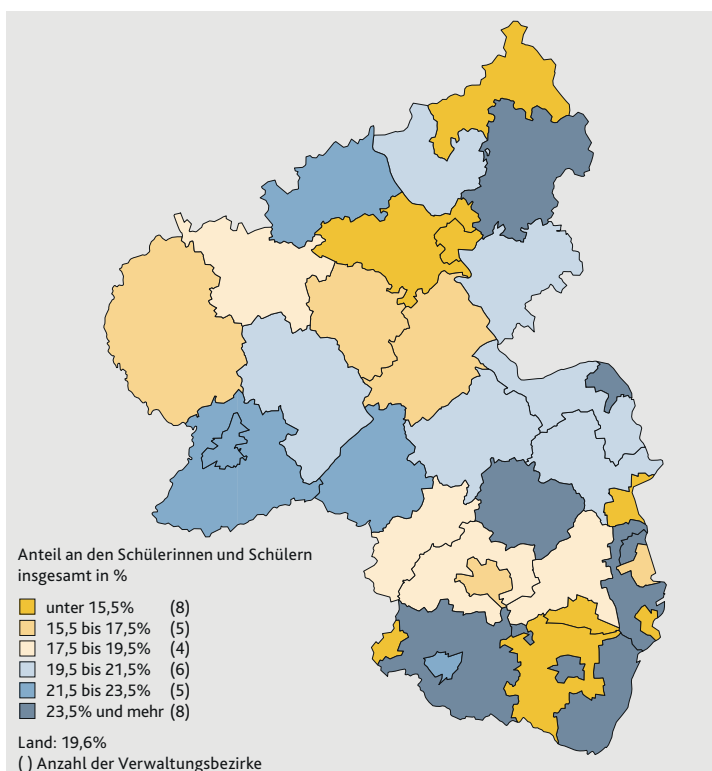 Anteil an den Schülerinnen und Schülern
insgesamt in %
unter 15,5% (8)
15,5 bis 17,5% (5)
17,5 bis 19,5% (4)
19,5 bis 21,5% (6)
21,5 bis 23,5% (5)
23,5% und mehr (8)
Land: 19,6%
( ) Anzahl der Verwaltungsbezirke